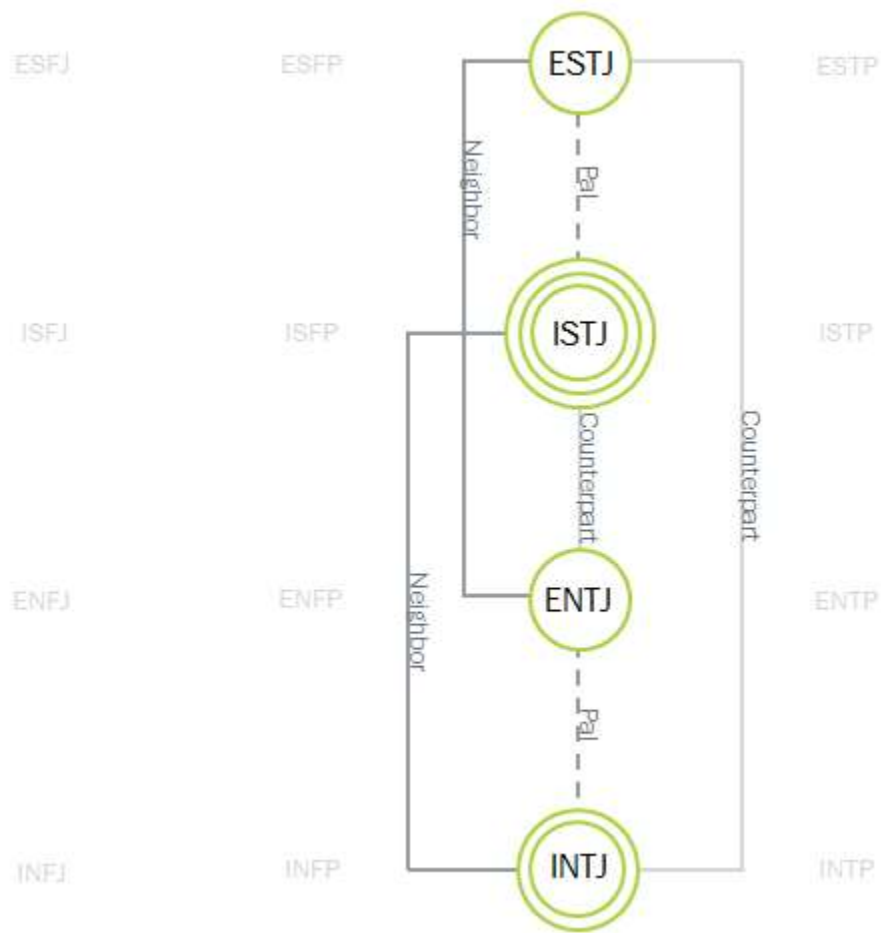 ESFJ
ESFP
ESTJ
ESTP
Neighbor
Pal
ISFJ
ISFP
ISTJ
ISTP
Counterpart
Counterpart
ENFJ
ENFP
Neighbor
ENTJ
ENTP
Pal
INFJ
INFP
INTJ
INTP